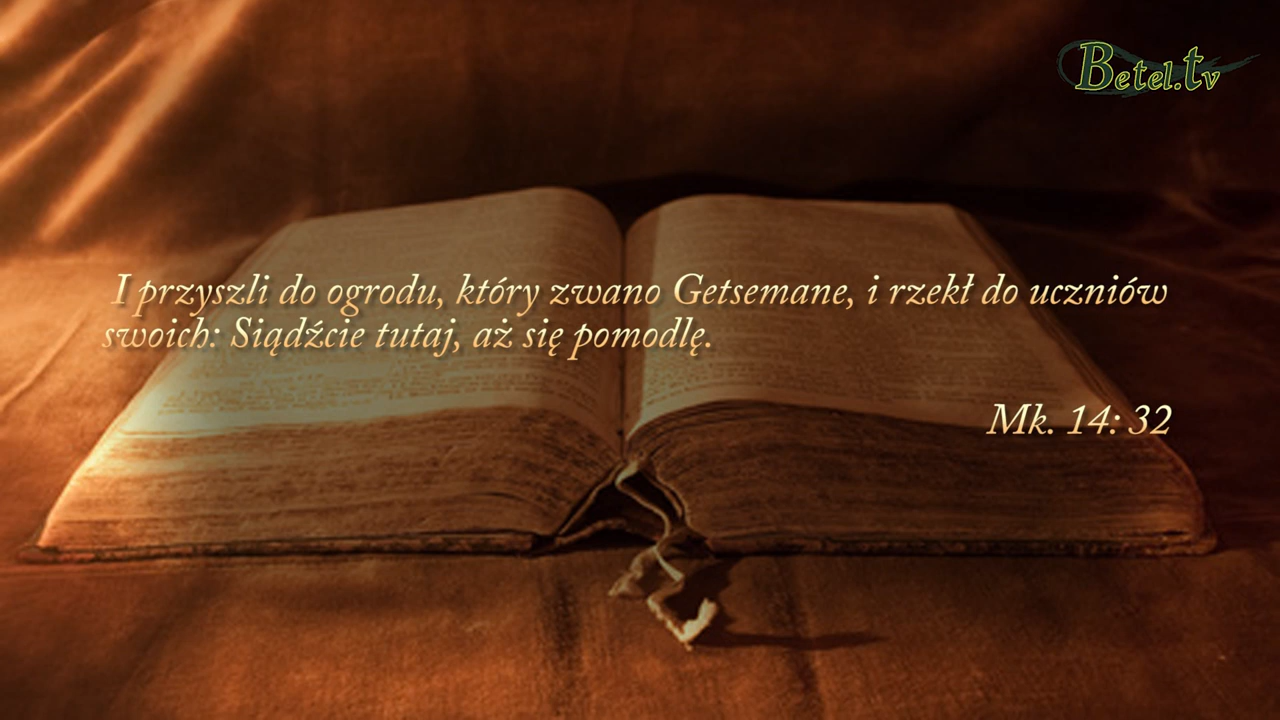 Betel.tv
I przyszli do ogrodu, który zwano Getsemane, i rzekł do uczniów
swoich: Siądźcie tutaj, aż się pomodlę.
Mk. 14: 32